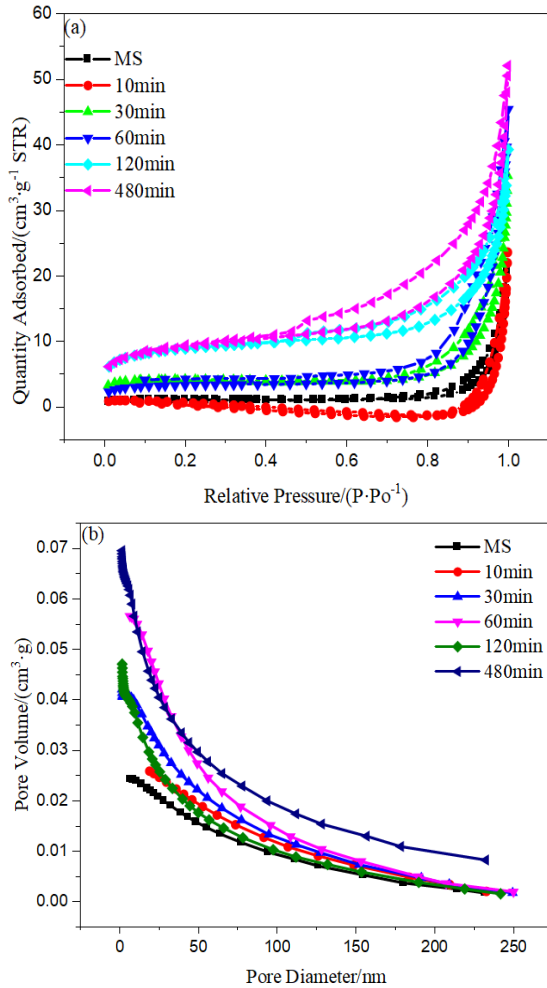 (a)
60
50
40
30
20
10
0
MS
10min
30min
60min
120min
480min
Quantity Adsorbed/(cm³·g⁻¹ STR)
0.0 0.2 0.4 0.6 0.8 1.0
Relative Pressure/(P·Po⁻¹)
(b)
0.07
0.06
0.05
0.04
0.03
0.02
0.01
0.00
MS
10min
30min
60min
120min
480min
Pore Volume/(cm³·g)
0 50 100 150 200 250
Pore Diameter/nm